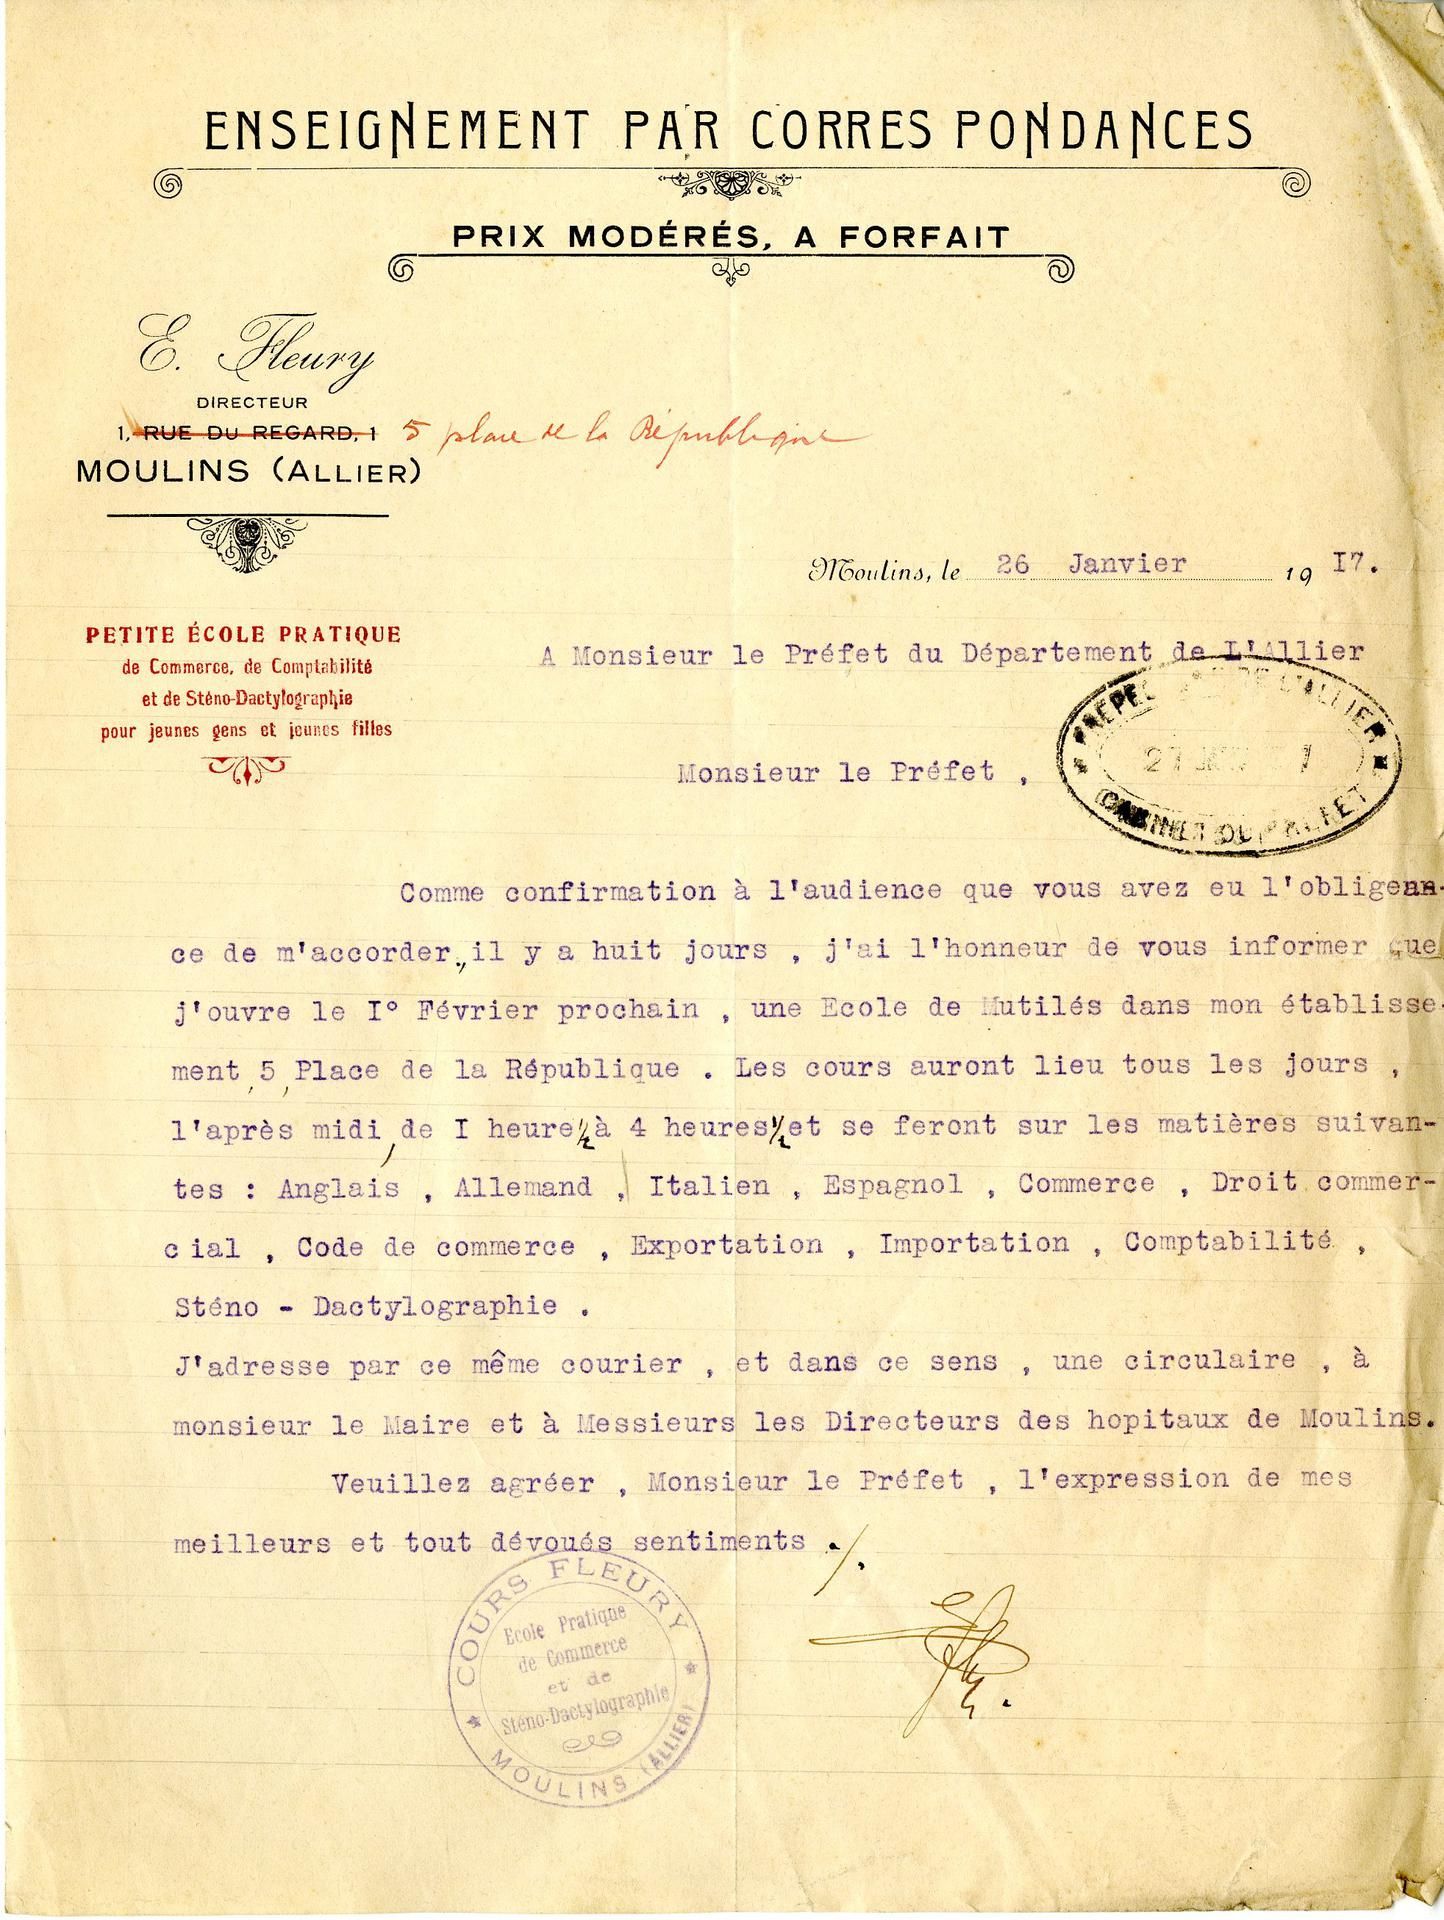 ENSEIGNEMENT PAR CORRES PONDANCES
PRIX MODÉRÉS, A FORFAIT
E. Fleury
DIRECTEUR
1, RUE DU REGARD, 1 5 place de la République
MOULINS (ALLIER)
Moulins, le 26 Janvier 19 I7.
PETITE ÉCOLE PRATIQUE
de Commerce, de Comptabilité
et de Sténo-Dactylographie
pour jeunes gens et jeunes filles
A Monsieur le Préfet du Département de L'Allier
DE L'ALLIER
27
CABINET DU PREFET
Monsieur le Préfet ,
Comme confirmation à l'audience que vous avez eu l'obligean-
ce de m'accorder , il y a huit jours , j'ai l'honneur de vous informer que
j'ouvre le I° Février prochain , une Ecole de Mutilés dans mon établisse-
ment , 5 , Place de la République . Les cours auront lieu tous les jours ,
l'après midi , de I heure ½ à 4 heures ½ et se feront sur les matières suivan-
tes : Anglais , Allemand , Italien , Espagnol , Commerce , Droit commer-
cial , Code de commerce , Exportation , Importation , Comptabilité ,
Sténo - Dactylographie .
J'adresse par ce même courier , et dans ce sens , une circulaire , à
monsieur le Maire et à Messieurs les Directeurs des hopitaux de Moulins.
Veuillez agréer , Monsieur le Préfet , l'expression de mes
meilleurs et tout dévoués sentiments ./.
COURS FLEURY
Ecole Pratique
de Commerce
et de
Sténo-Dactylographie
MOULINS (ALLIER)